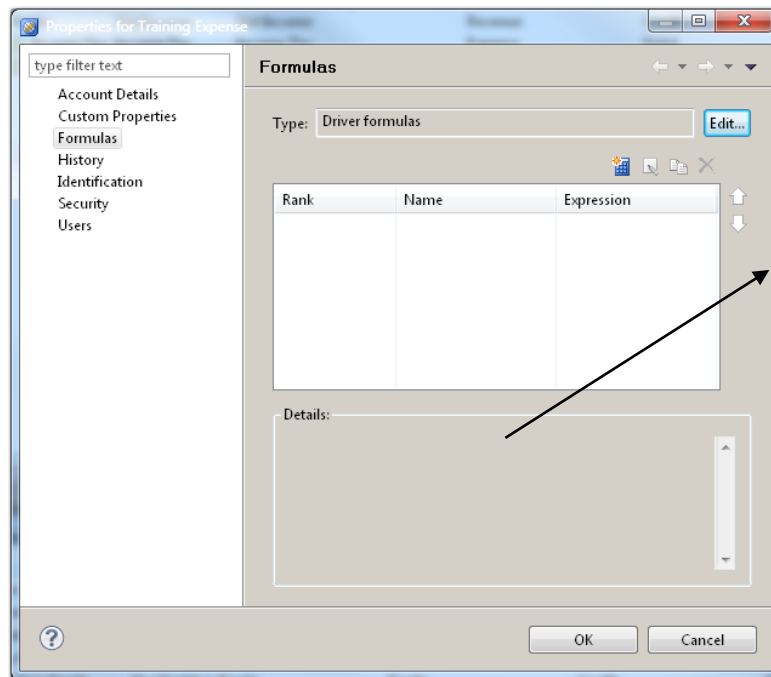 Properties for Training Expense
type filter text
Account Details
Custom Properties
Formulas
History
Identification
Security
Users
Formulas
Type: Driver formulas Edit...
Rank Name Expression
Details:
? OK Cancel